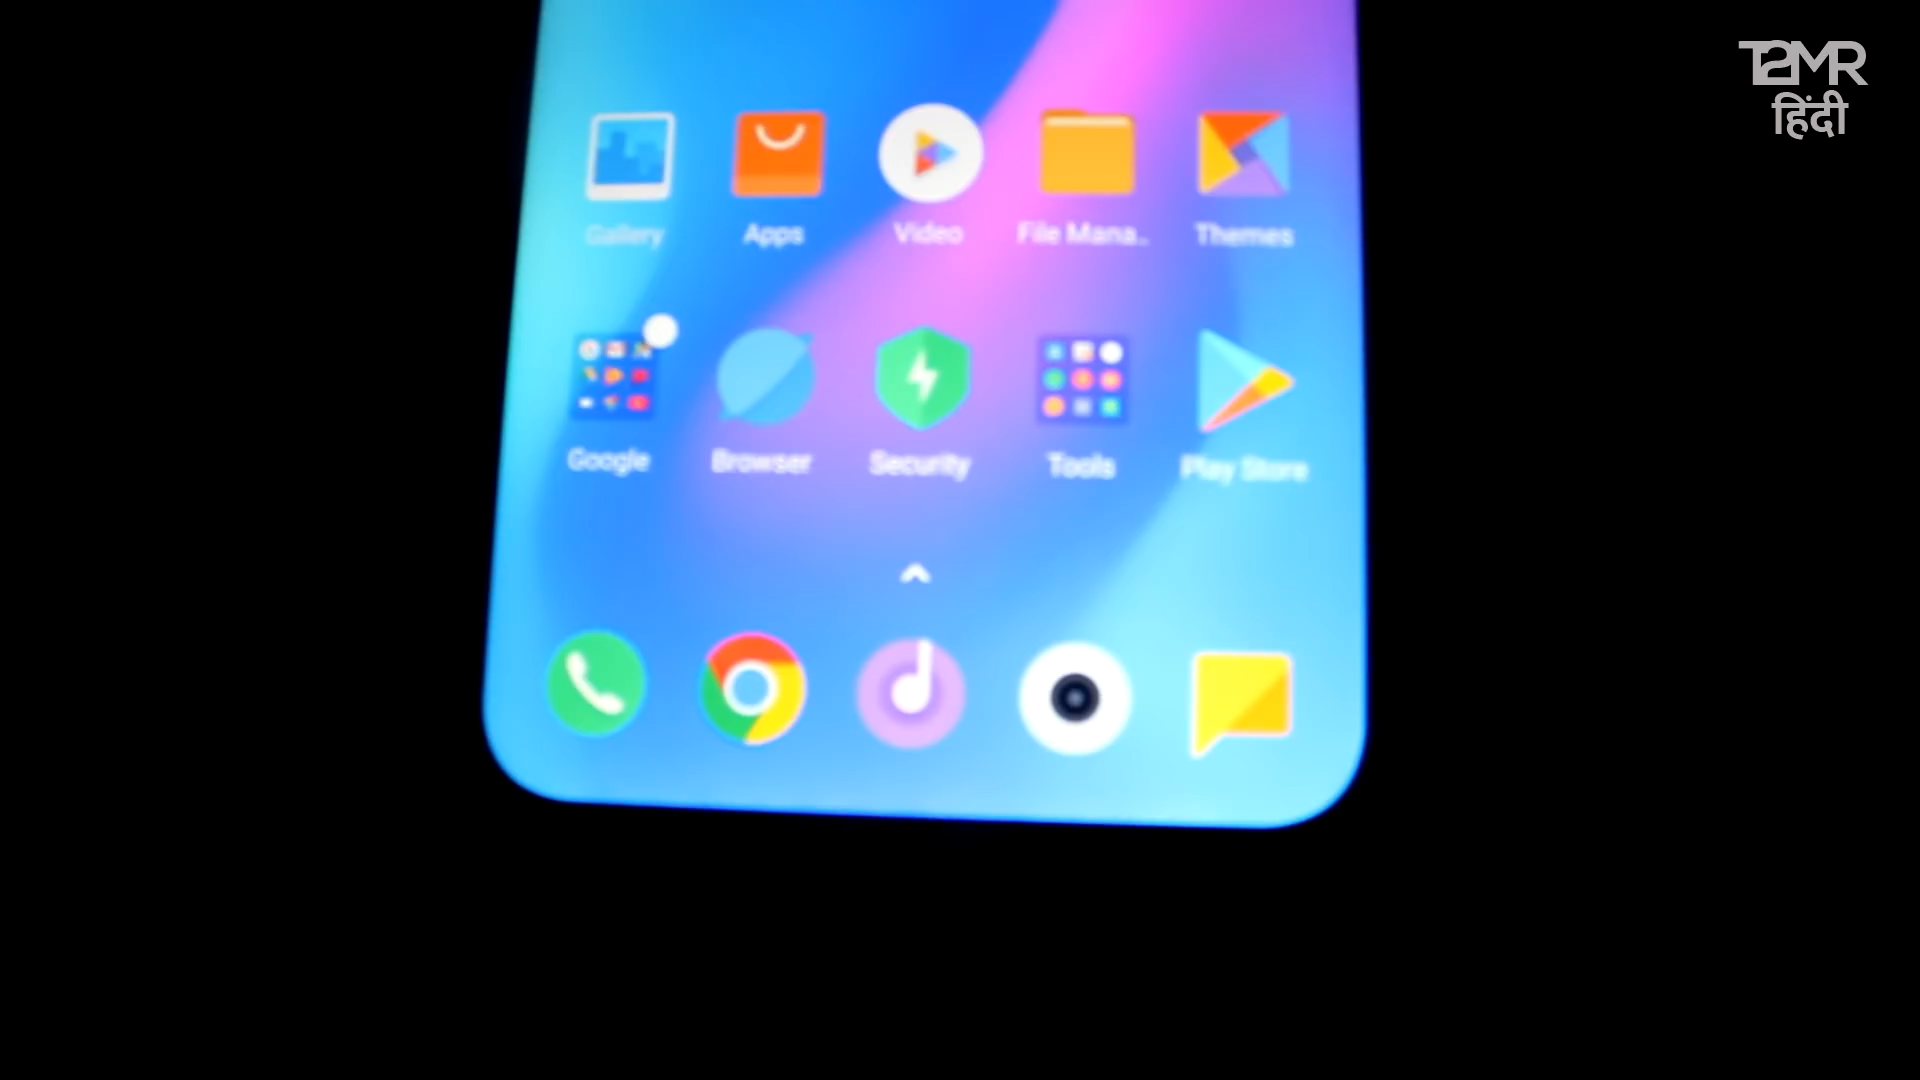 T2MR
हिंदी
Gallery
Apps
Video
File Mana..
Themes
Google
Browser
Security
Tools
Play Store